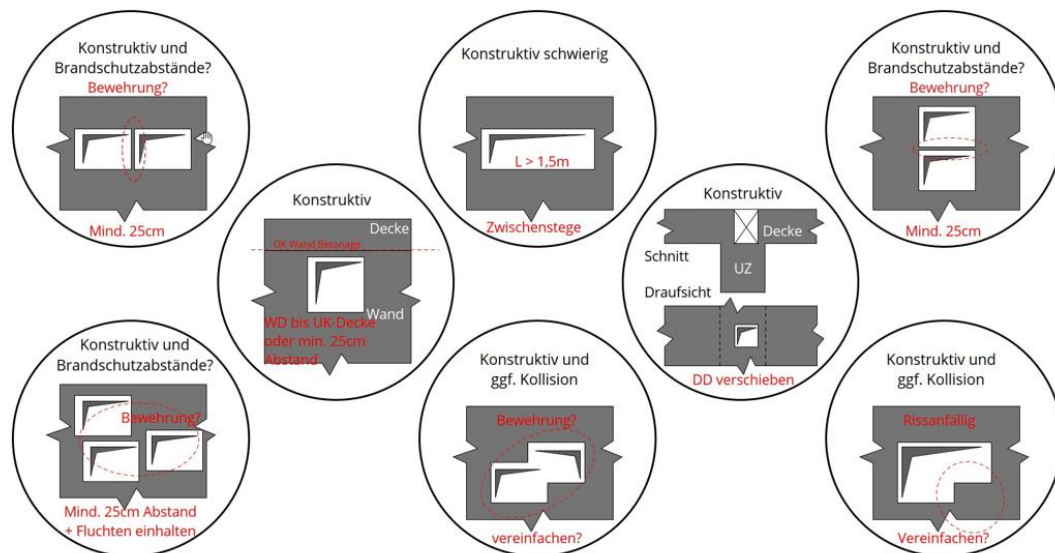 Konstruktiv und
Brandschutzabstände?
Bewehrung?
Mind. 25cm
Konstruktiv schwierig
L > 1,5m
Zwischenstege
Konstruktiv und
Brandschutzabstände?
Bewehrung?
Mind. 25cm
Konstruktiv
Decke
OK Wand Betonage
Wand
WD bis UK-Decke
oder min. 25cm
Abstand
Konstruktiv
Decke
Schnitt
UZ
Draufsicht
DD verschieben
Konstruktiv und
Brandschutzabstände?
Bewehrung?
Mind. 25cm Abstand
+ Fluchten einhalten
Konstruktiv und
ggf. Kollision
Bewehrung?
vereinfachen?
Konstruktiv und
ggf. Kollision
Rissanfällig
Vereinfachen?